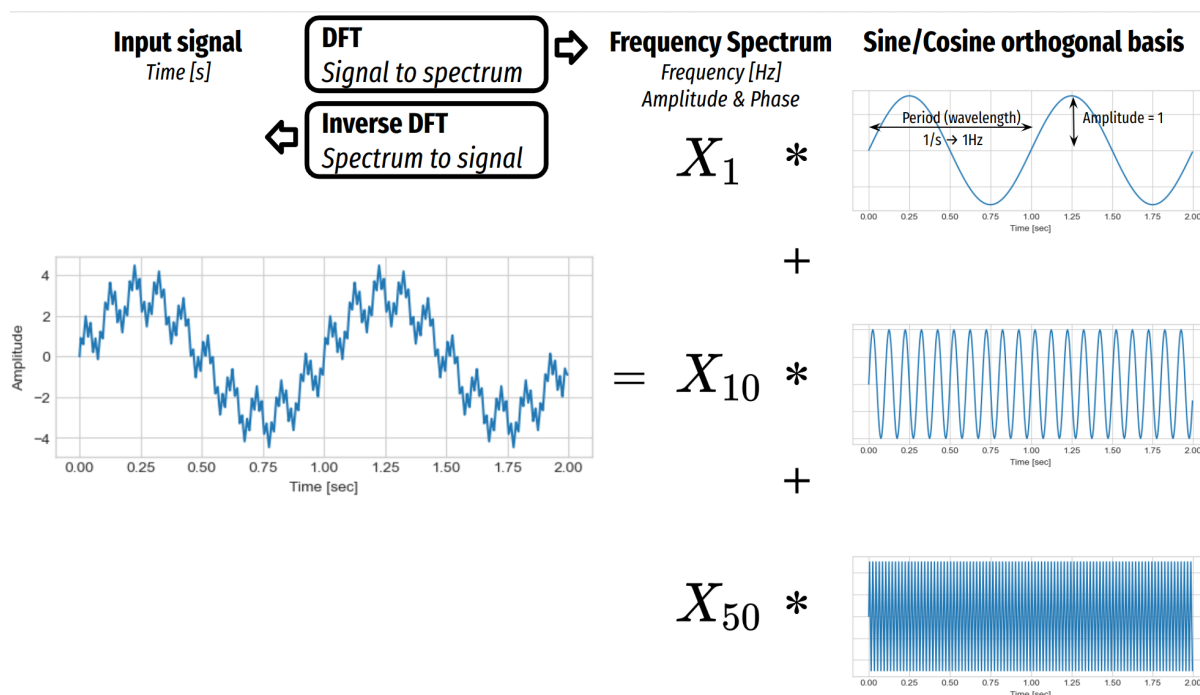 Input signal
Time [s]
DFT
Signal to spectrum
Inverse DFT
Spectrum to signal
Frequency Spectrum
Frequency [Hz]
Amplitude & Phase
Sine/Cosine orthogonal basis
Period (wavelength)
1/s → 1Hz
Amplitude = 1
0.00 0.25 0.50 0.75 1.00 1.25 1.50 1.75 2.00
Time [sec]
X1 *
+
Amplitude
4
2
0
−2
−4
0.00 0.25 0.50 0.75 1.00 1.25 1.50 1.75 2.00
Time [sec]
= X10 *
0.00 0.25 0.50 0.75 1.00 1.25 1.50 1.75 2.00
Time [sec]
+
X50 *
0.00 0.25 0.50 0.75 1.00 1.25 1.50 1.75 2.00
Time [sec]